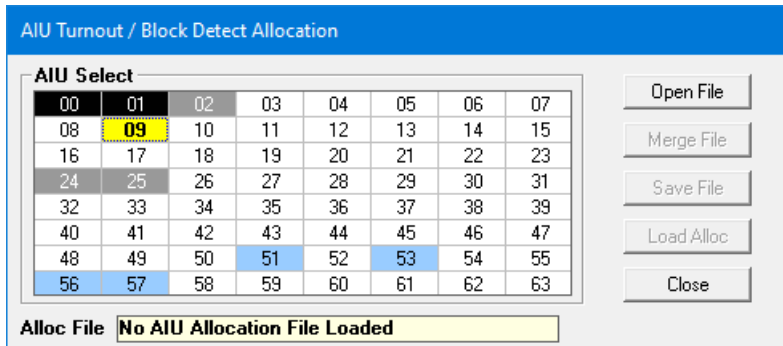 AIU Turnout / Block Detect Allocation
AIU Select
00 01 02 03 04 05 06 07
08 09 10 11 12 13 14 15
16 17 18 19 20 21 22 23
24 25 26 27 28 29 30 31
32 33 34 35 36 37 38 39
40 41 42 43 44 45 46 47
48 49 50 51 52 53 54 55
56 57 58 59 60 61 62 63
Open File
Merge File
Save File
Load Alloc
Close
Alloc File No AIU Allocation File Loaded